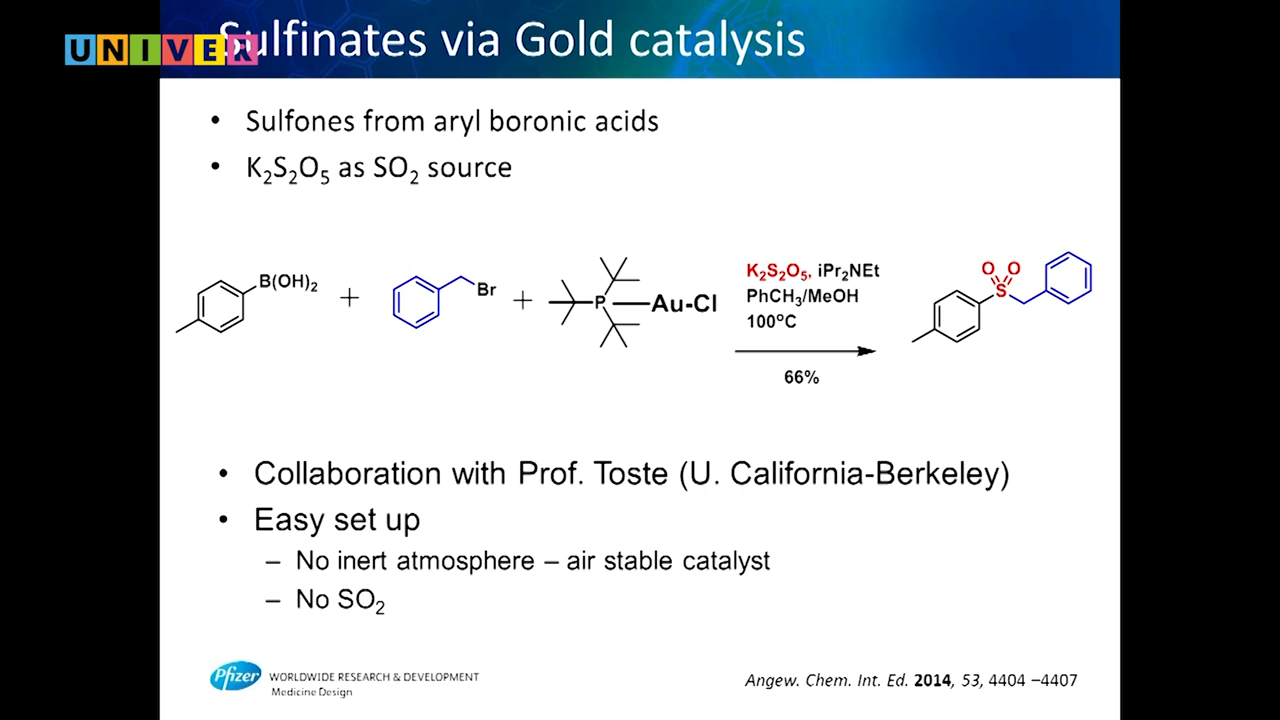 UNIVER
Sulfinates via Gold catalysis
• Sulfones from aryl boronic acids
• K₂S₂O₅ as SO₂ source
B(OH)₂
+
Br
+
P
Au-Cl
K₂S₂O₅, iPr₂NEt
PhCH₃/MeOH
100°C
66%
O O
S
• Collaboration with Prof. Toste (U. California-Berkeley)
• Easy set up
– No inert atmosphere – air stable catalyst
– No SO₂
Pfizer
WORLDWIDE RESEARCH & DEVELOPMENT
Medicine Design
Angew. Chem. Int. Ed. 2014, 53, 4404 –4407